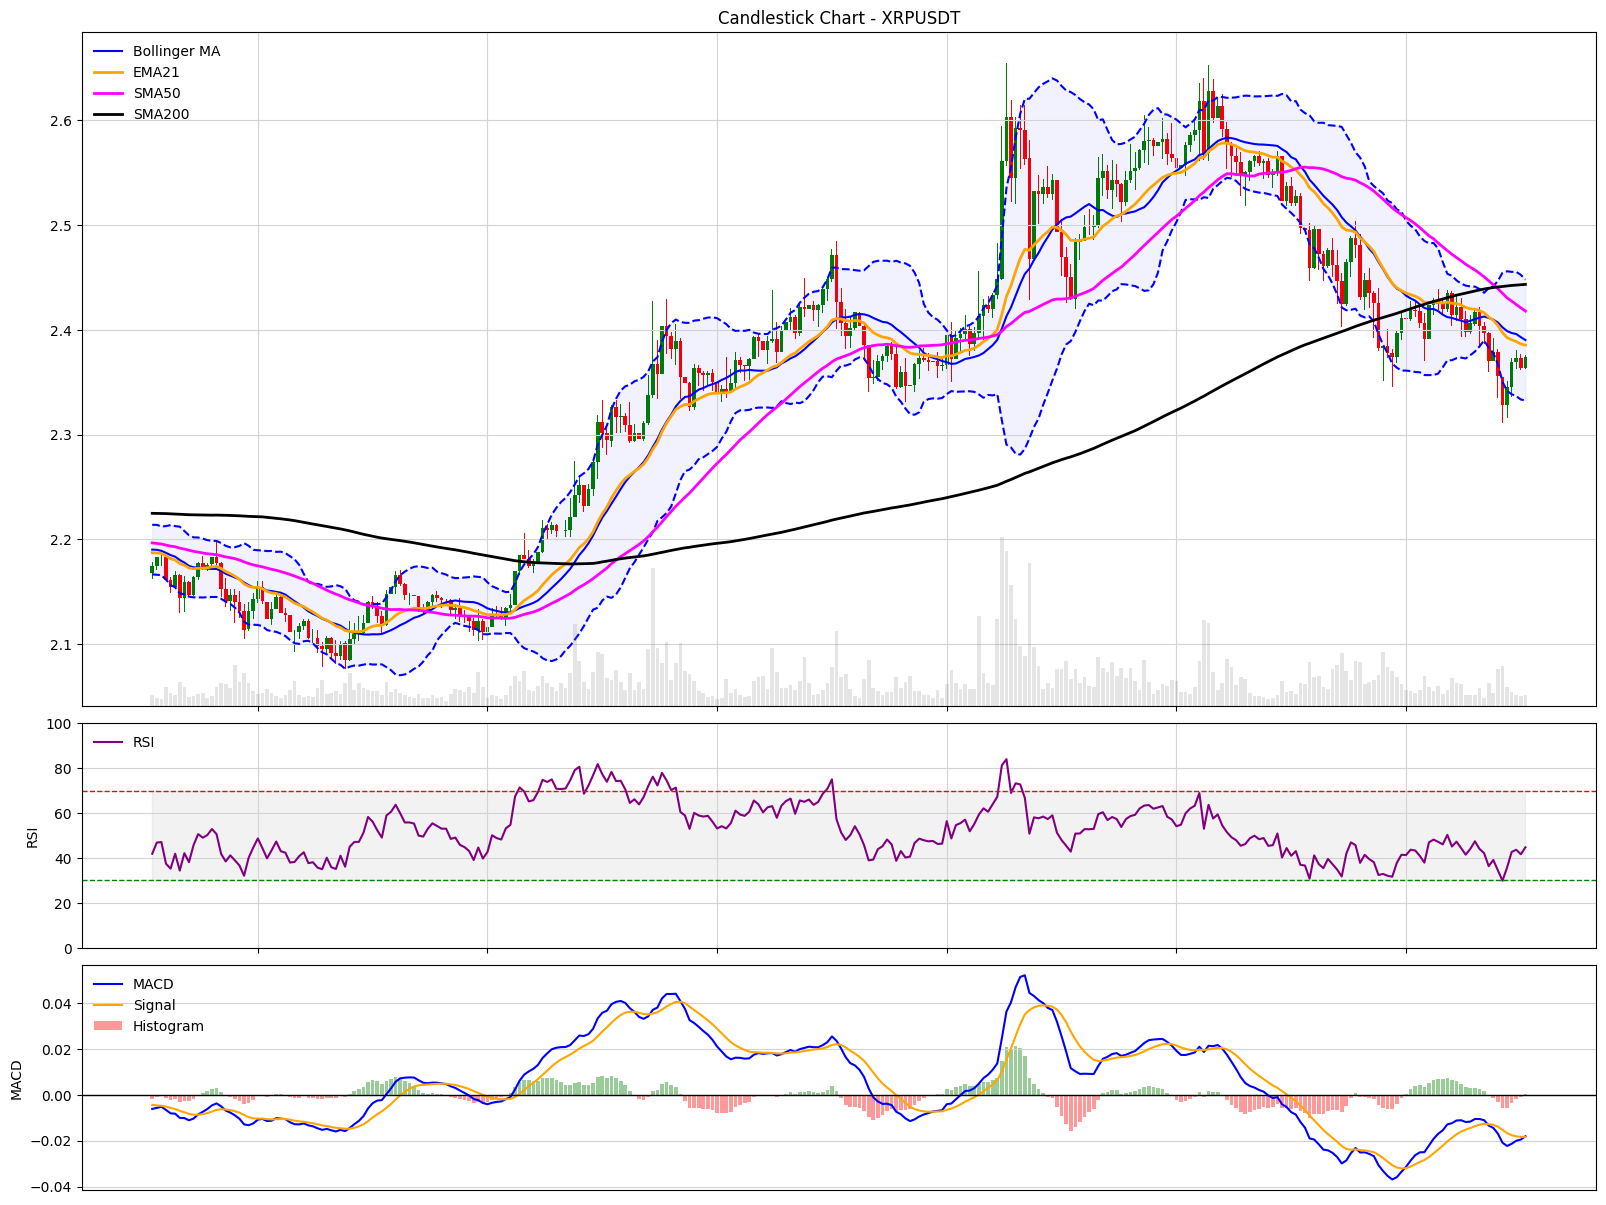 Candlestick Chart - XRPUSDT
Bollinger MA
EMA21
SMA50
SMA200
2.6
2.5
2.4
2.3
2.2
2.1
RSI
100
80
60
40
20
0
RSI
MACD
Signal
Histogram
0.04
0.02
0.00
−0.02
−0.04
MACD